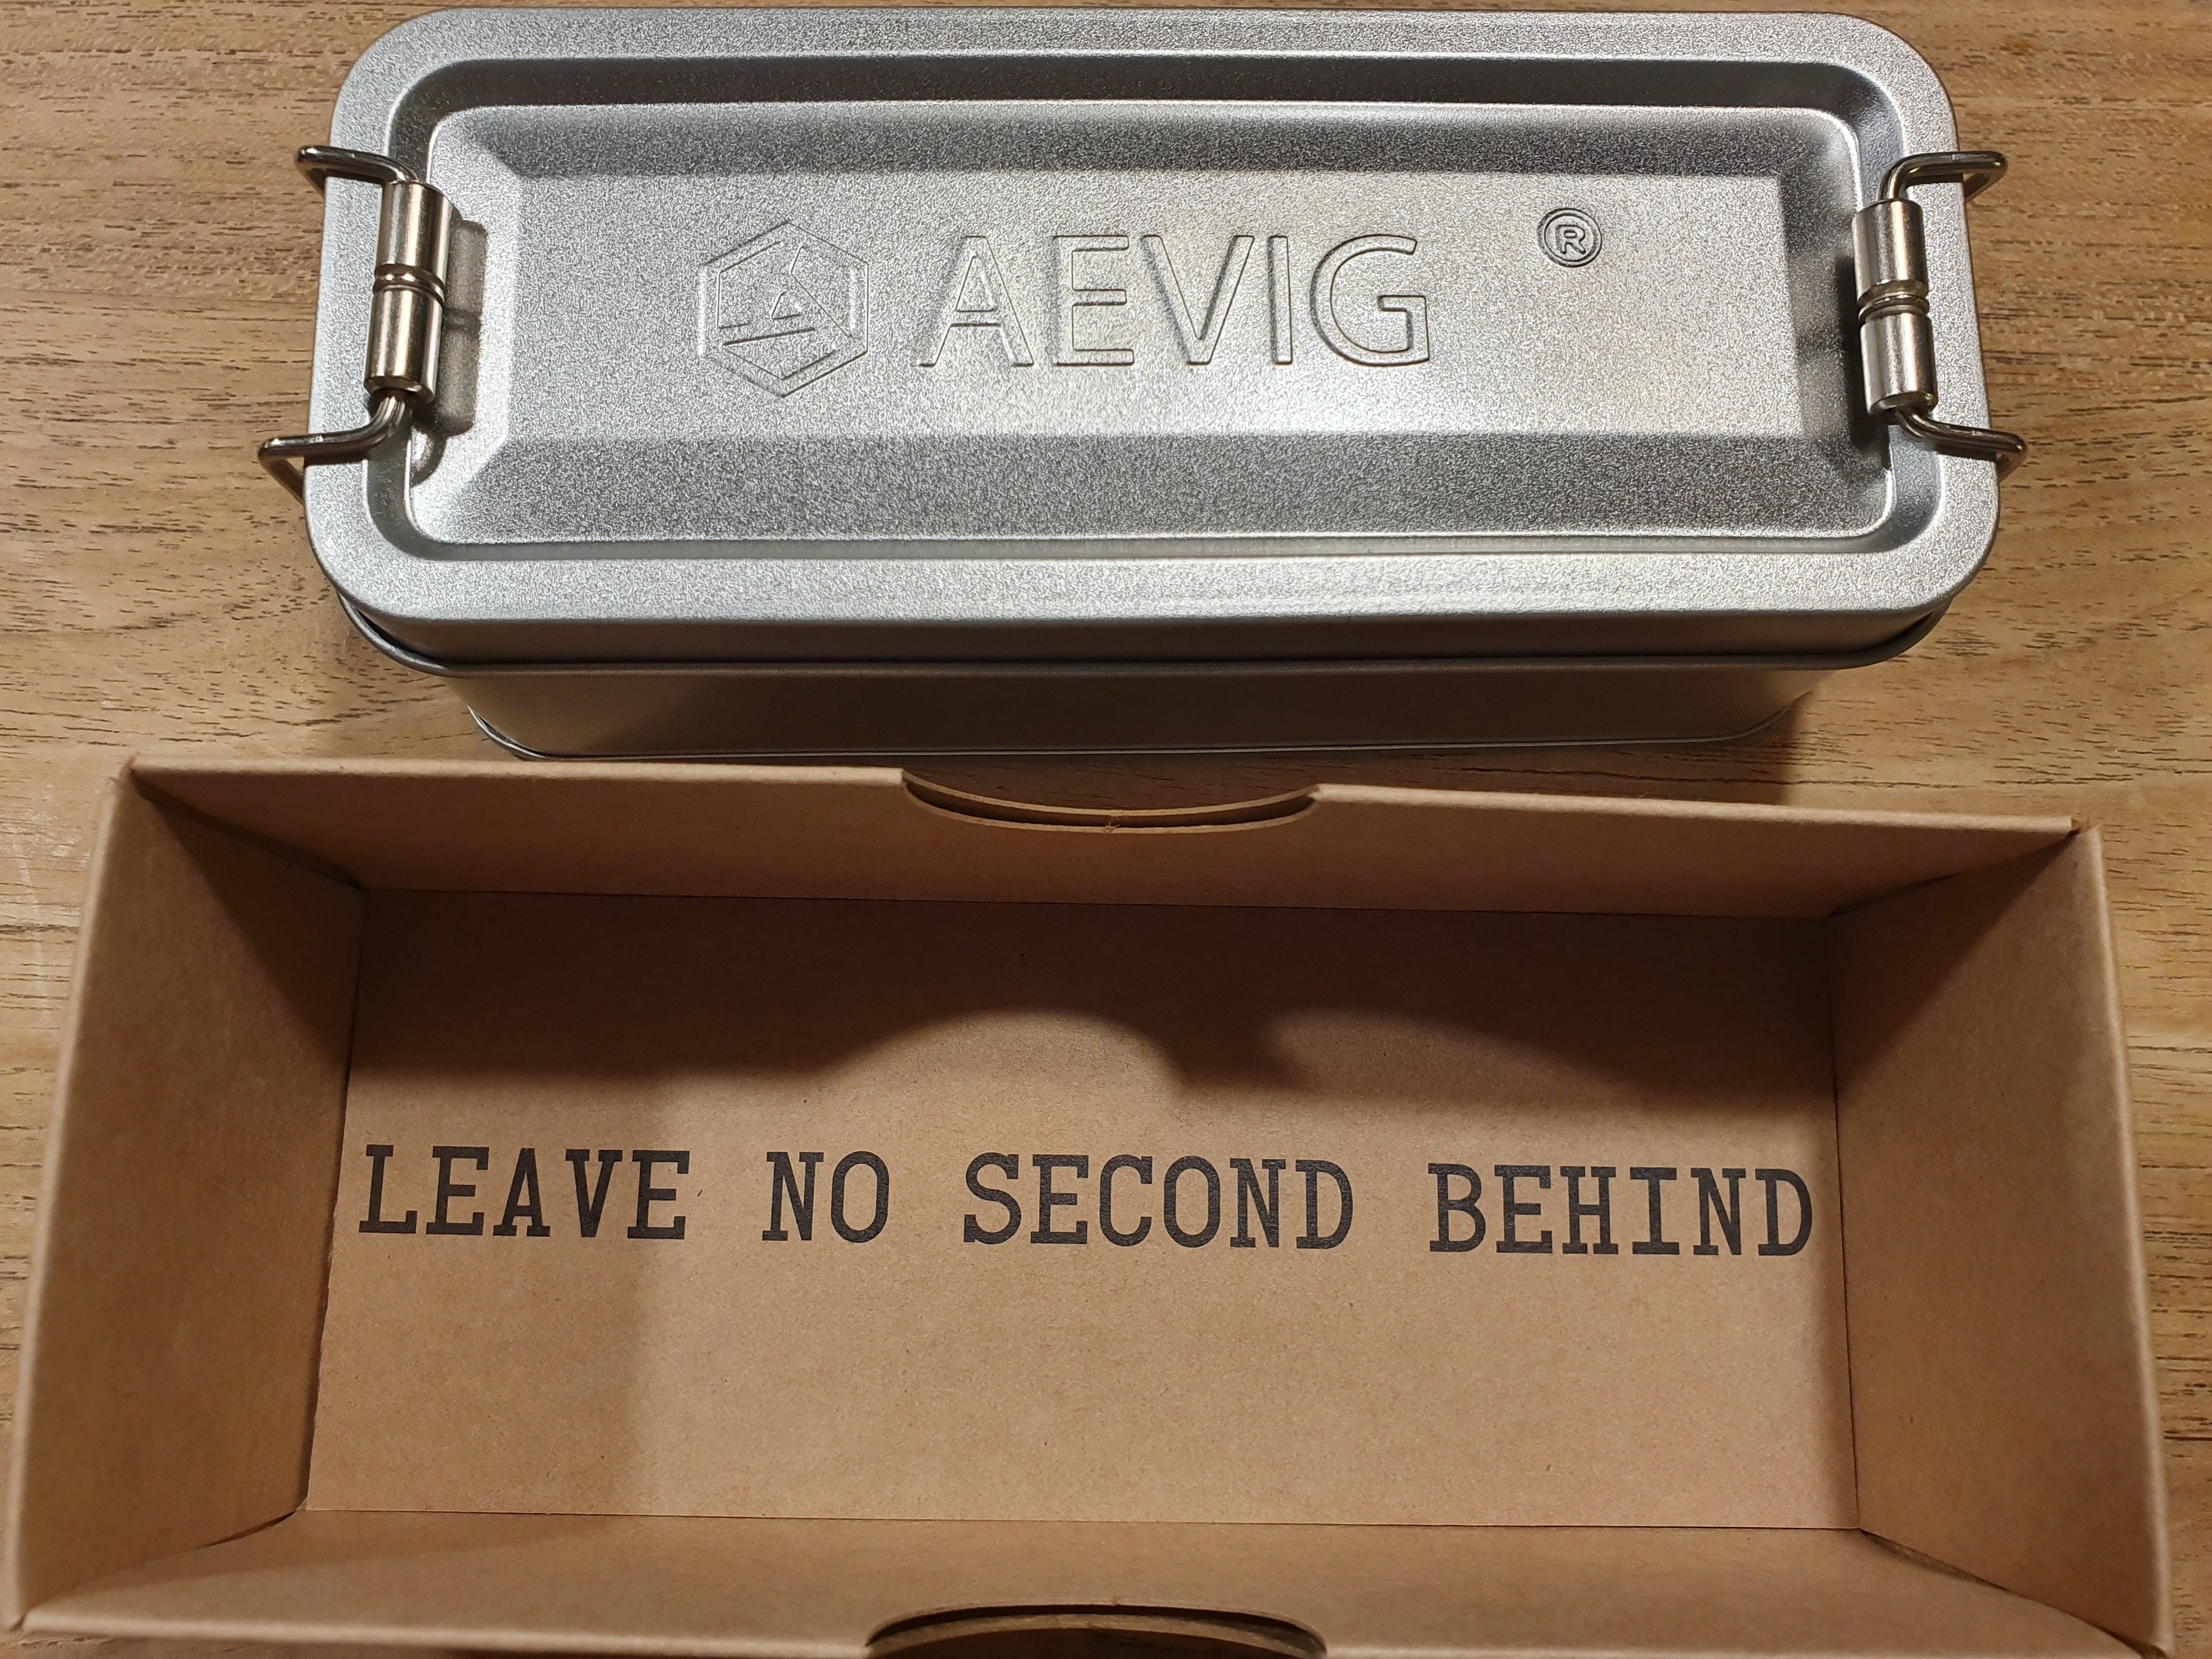 AEVIG ®
LEAVE NO SECOND BEHIND